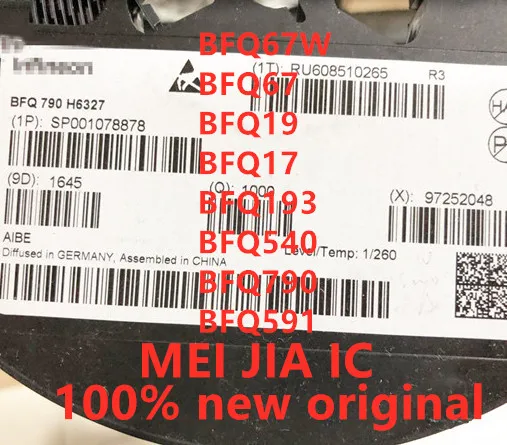 BFQ67W
Infineon
(1T): RU608510265 R3
BFQ67
BFQ 790 H6327
(1P): SP001078878
BFQ19
BFQ17
(9D): 1645
(Q): 1000
(X): 97252048
BFQ193
AIBE
BFQ540
Diffused in GERMANY, Assembled in CHINA
Level/Temp: 1/260
BFQ790
BFQ591
MEI JIA IC
100% new original